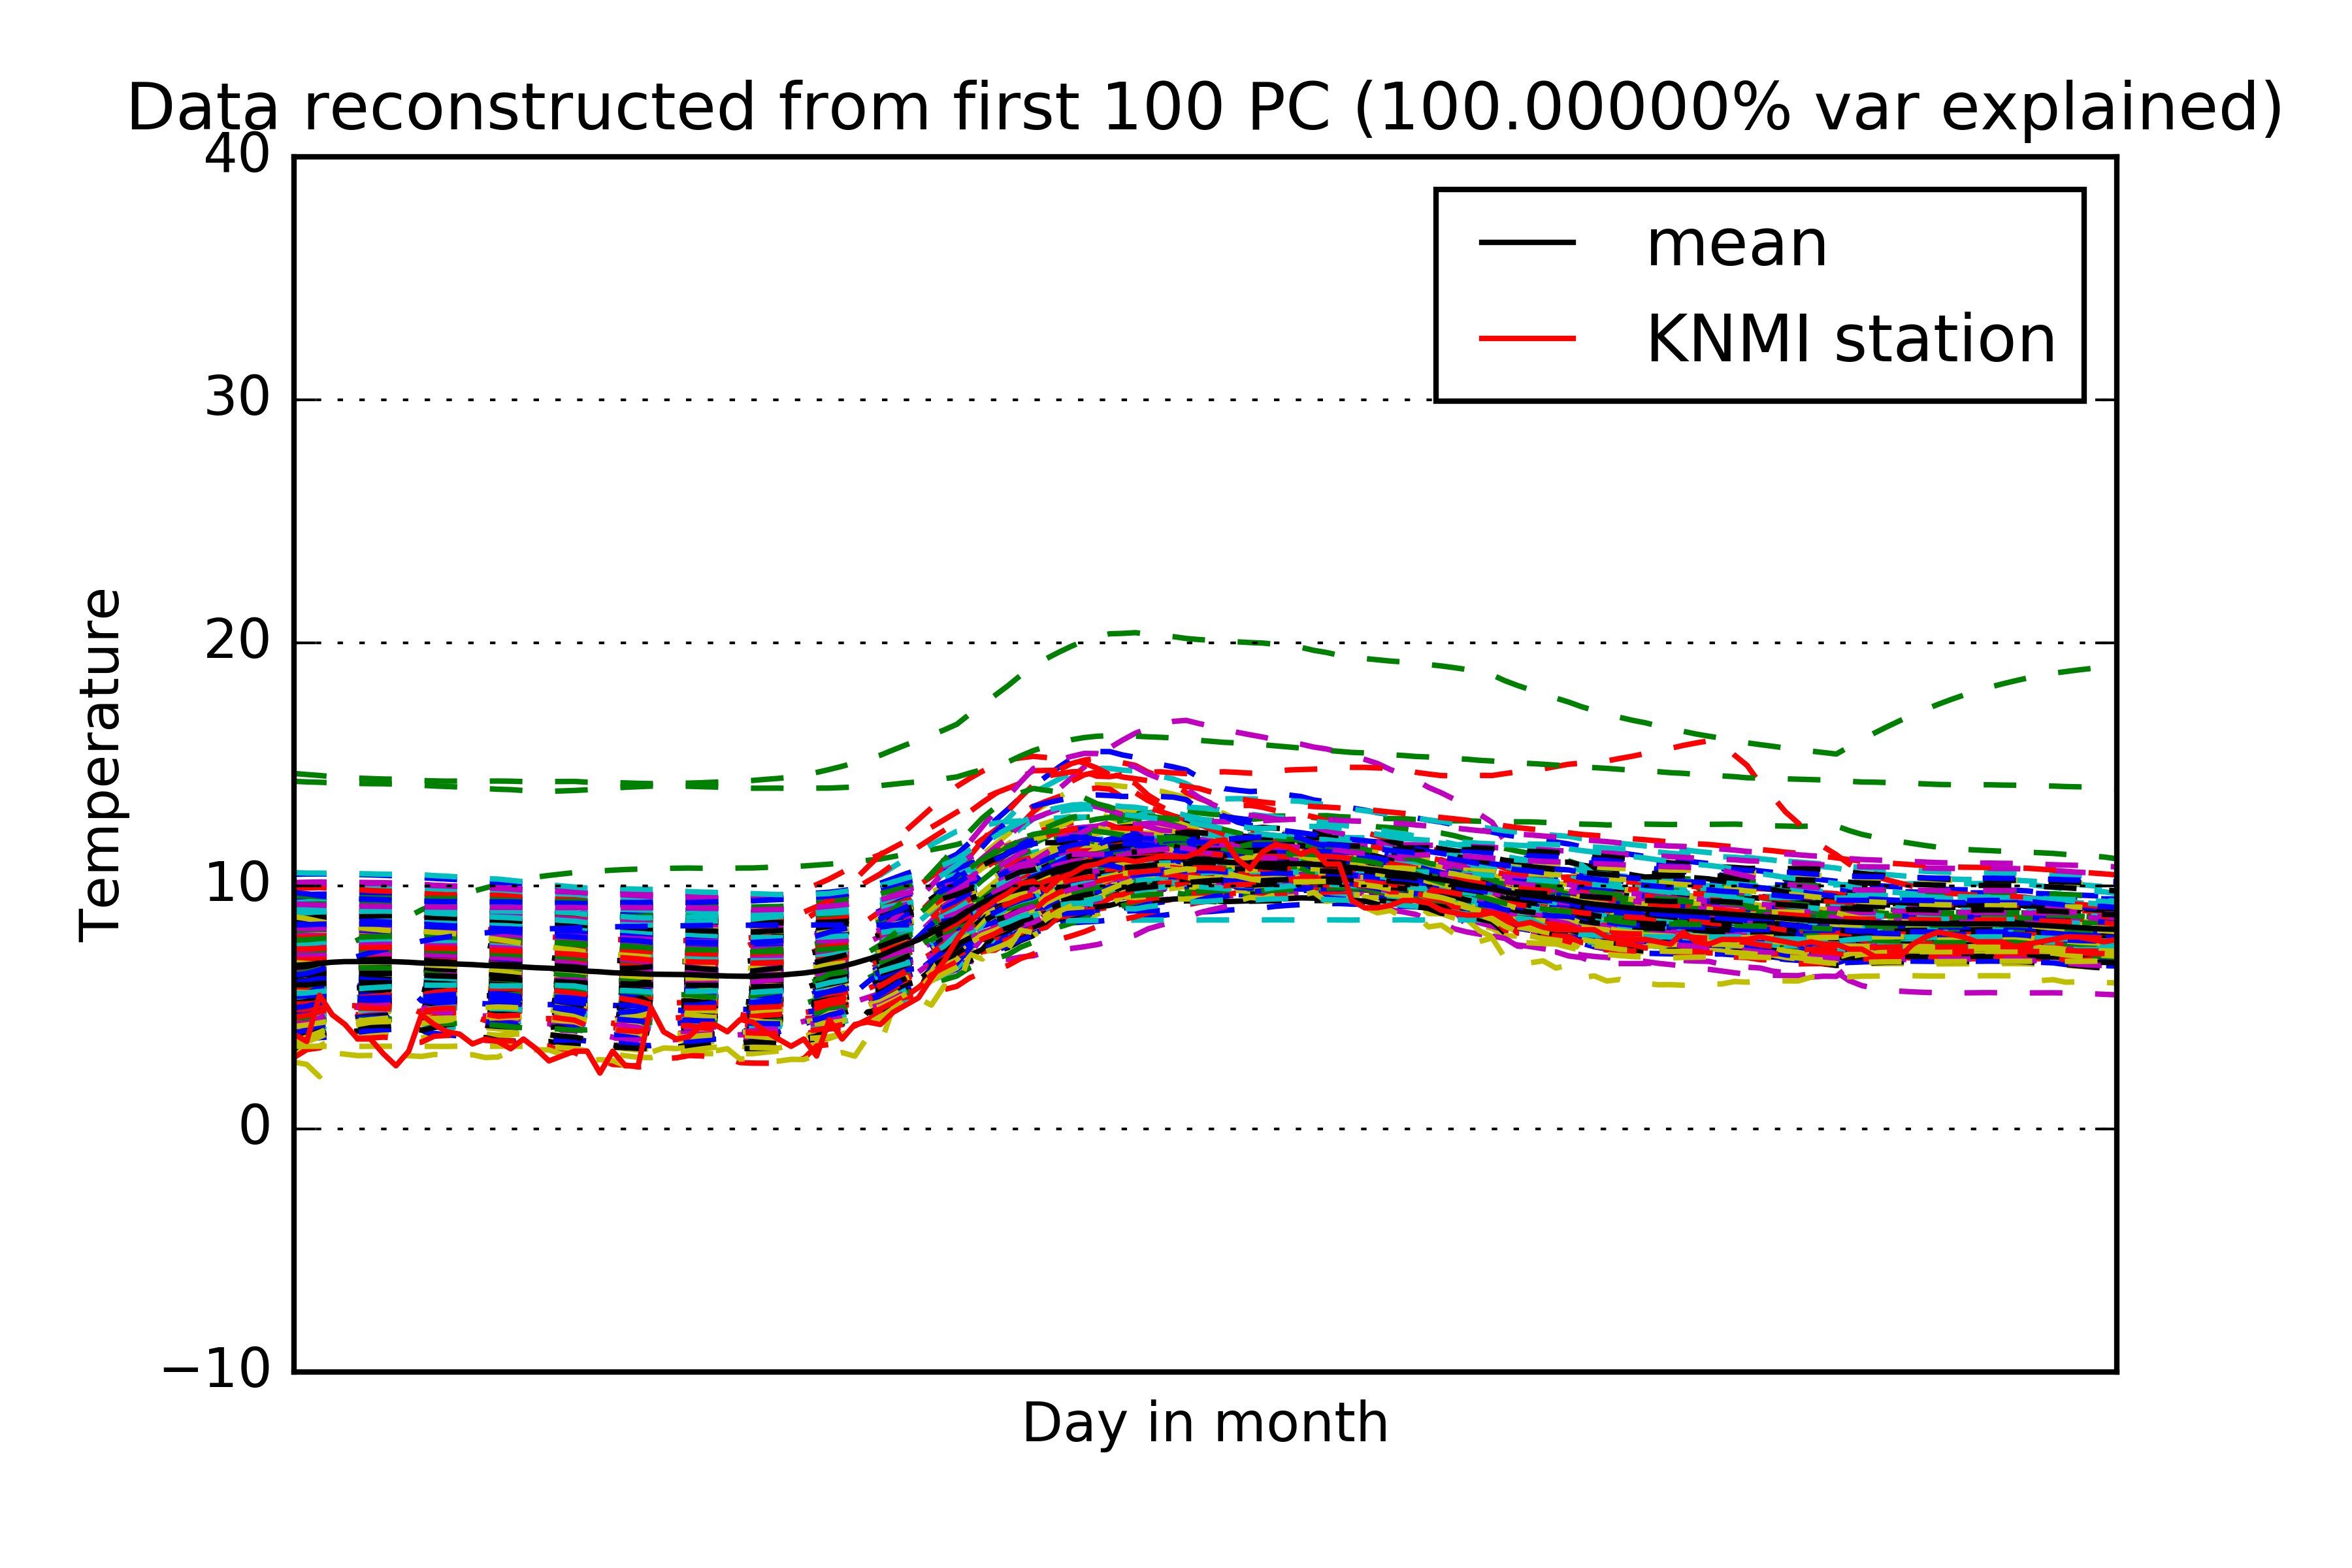 Data reconstructed from first 100 PC (100.00000% var explained)
40
30
20
10
0
−10
Temperature
mean
KNMI station
Day in month